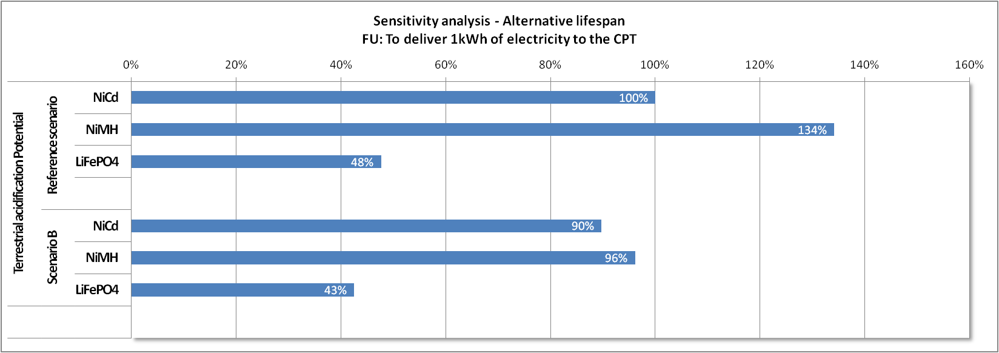 Sensitivity analysis - Alternative lifespan
FU: To deliver 1kWh of electricity to the CPT
0% 20% 40% 60% 80% 100% 120% 140% 160%
Terrestrial acidification Potential
Reference scenario
NiCd 100%
NiMH 134%
LiFePO4 48%
Scenario B
NiCd 90%
NiMH 96%
LiFePO4 43%